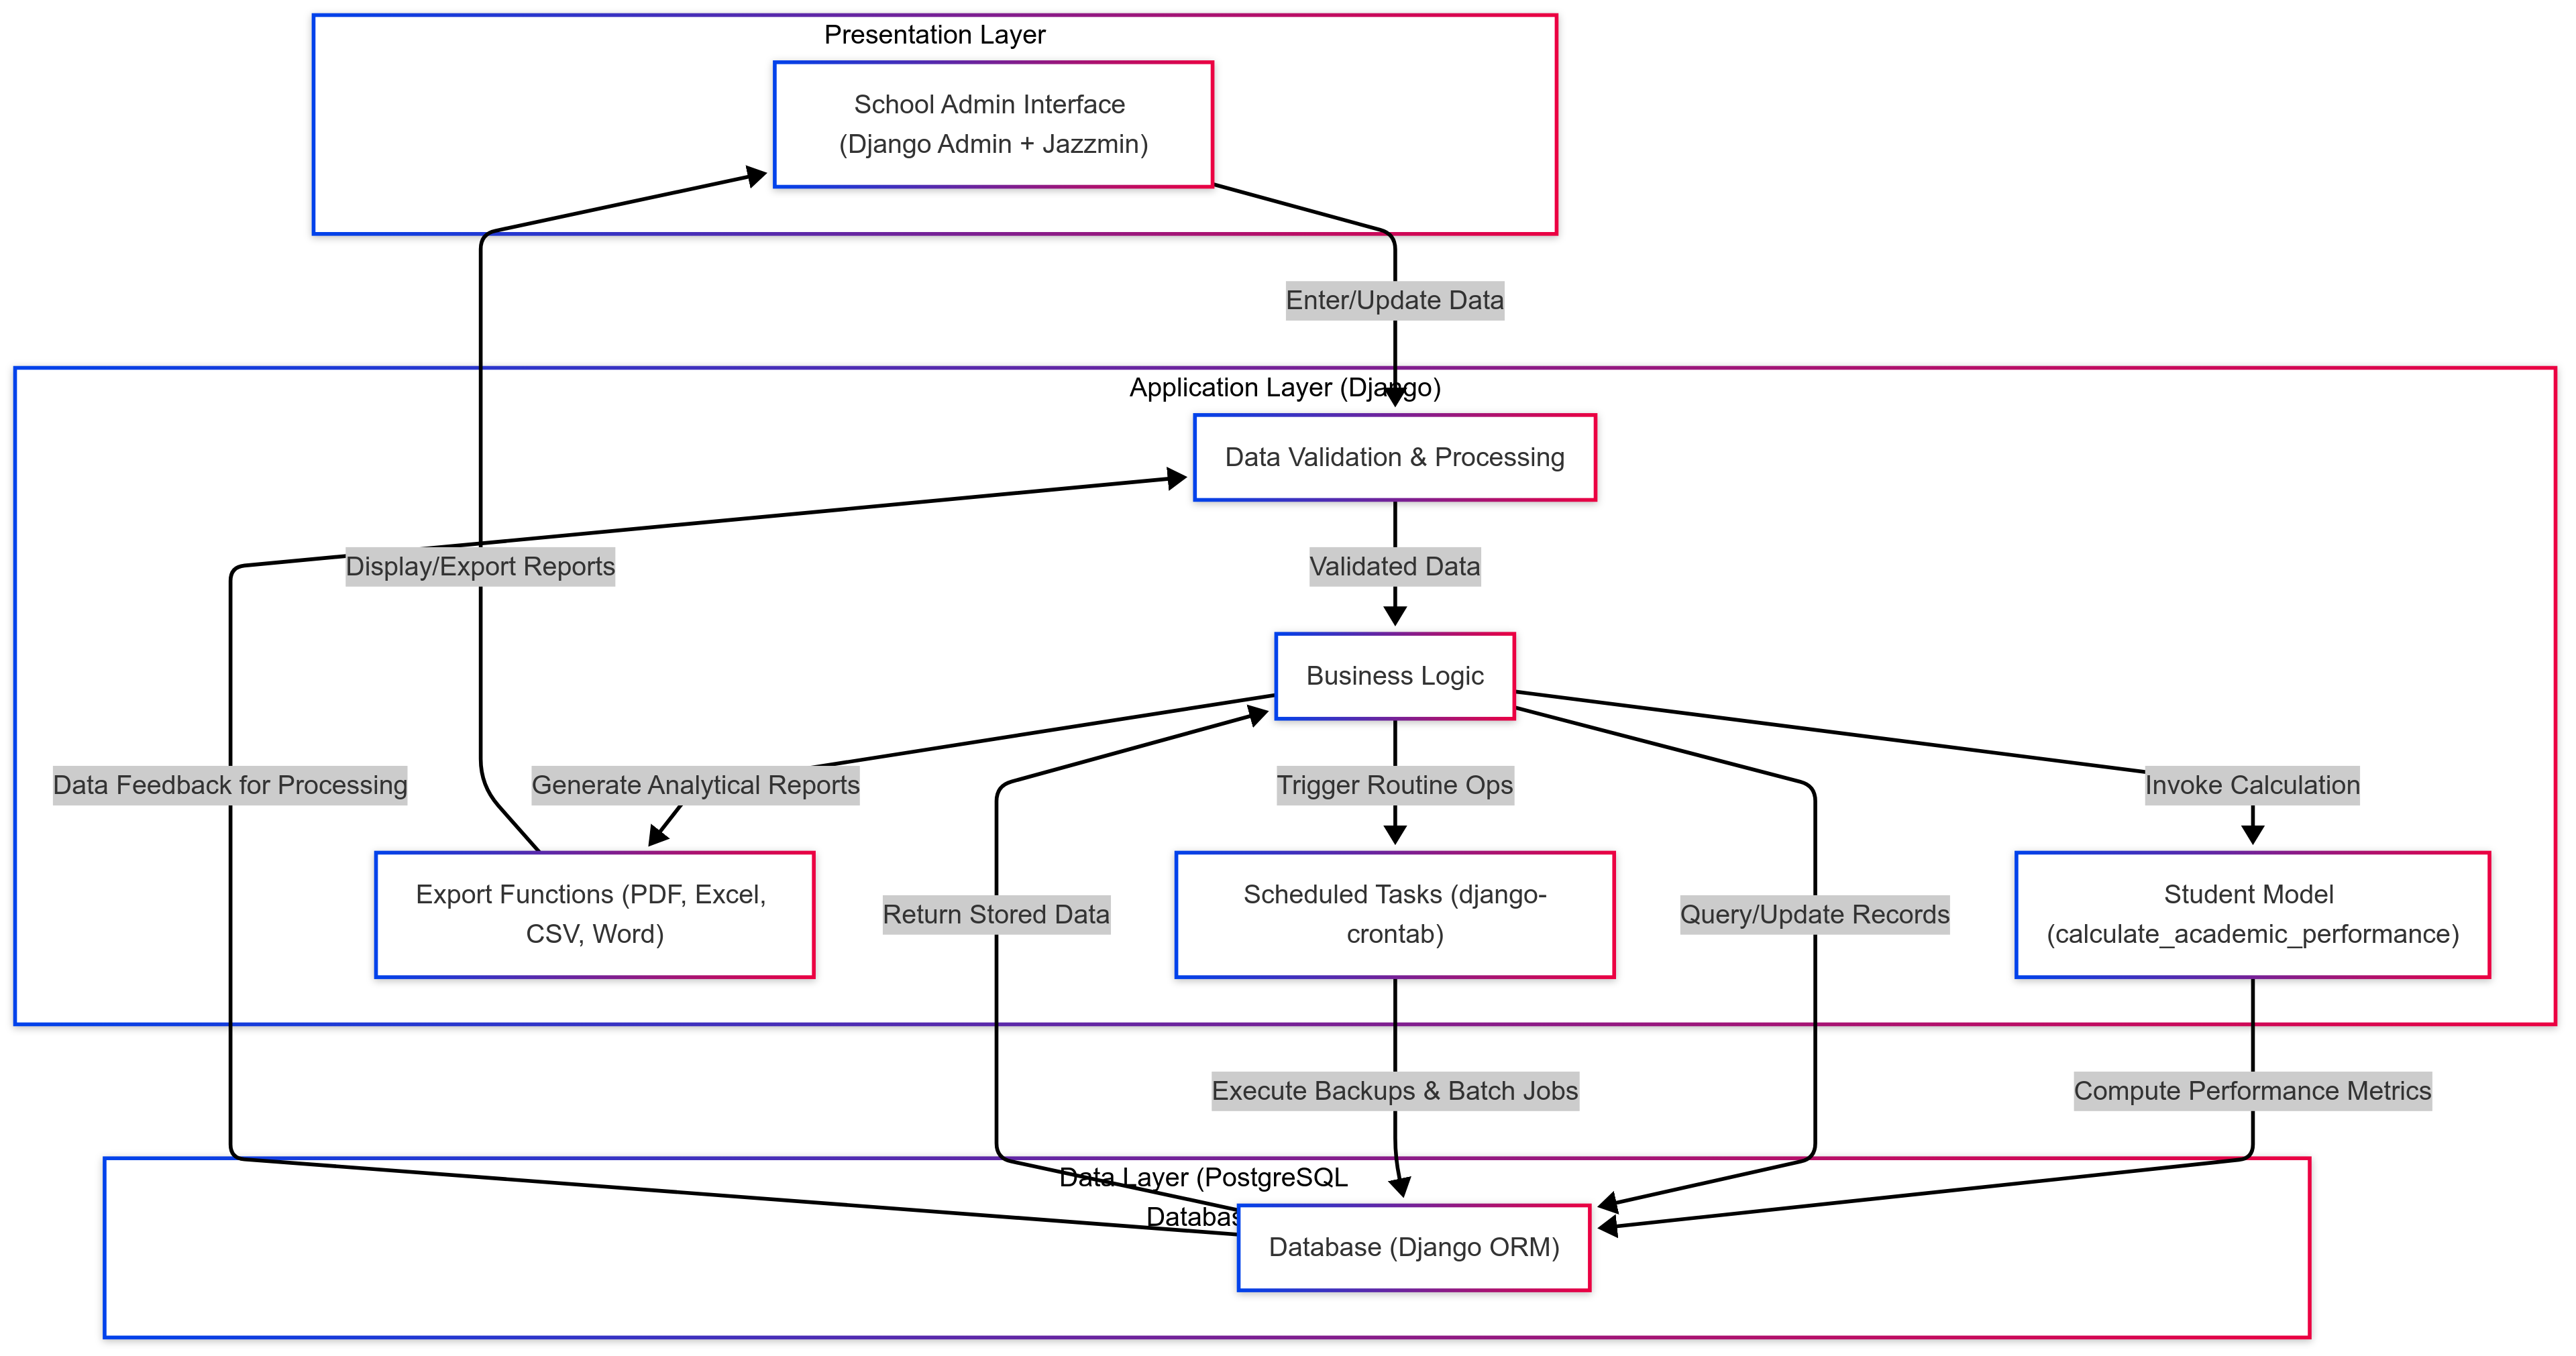 Presentation Layer
School Admin Interface
(Django Admin + Jazzmin)
Enter/Update Data
Application Layer (Django)
Data Validation & Processing
Display/Export Reports
Validated Data
Business Logic
Data Feedback for Processing
Generate Analytical Reports
Trigger Routine Ops
Invoke Calculation
Export Functions (PDF, Excel,
CSV, Word)
Return Stored Data
Scheduled Tasks (django-
crontab)
Query/Update Records
Student Model
(calculate_academic_performance)
Execute Backups & Batch Jobs
Compute Performance Metrics
Data Layer (PostgreSQL
Database (Django ORM)